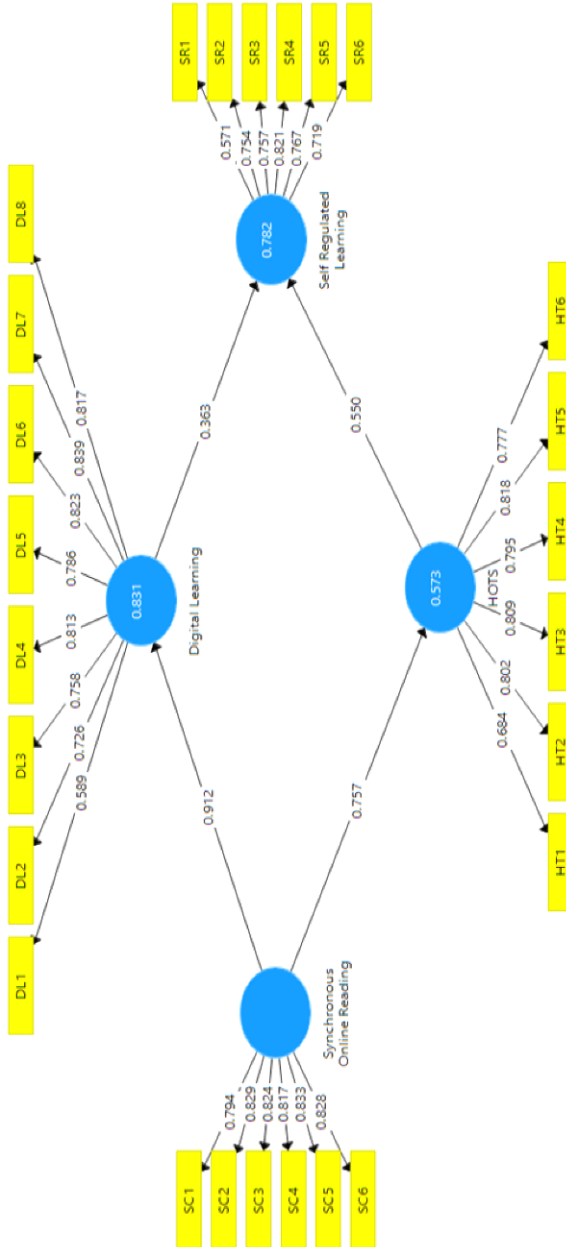 DL1
DL2
DL3
DL4
DL5
DL6
DL7
DL8
0.589
0.726
0.758
0.813
0.786
0.823
0.839
0.817
0.831
Digital Learning
0.912
0.363
SC1
SC2
SC3
SC4
SC5
SC6
0.794
0.829
0.824
0.817
0.833
0.828
Synchronous
Online Reading
0.782
Self Regulated
Learning
0.571
0.754
0.757
0.821
0.767
0.719
SR1
SR2
SR3
SR4
SR5
SR6
0.757
0.550
0.573
HOTS
0.684
0.802
0.809
0.795
0.818
0.777
HT1
HT2
HT3
HT4
HT5
HT6